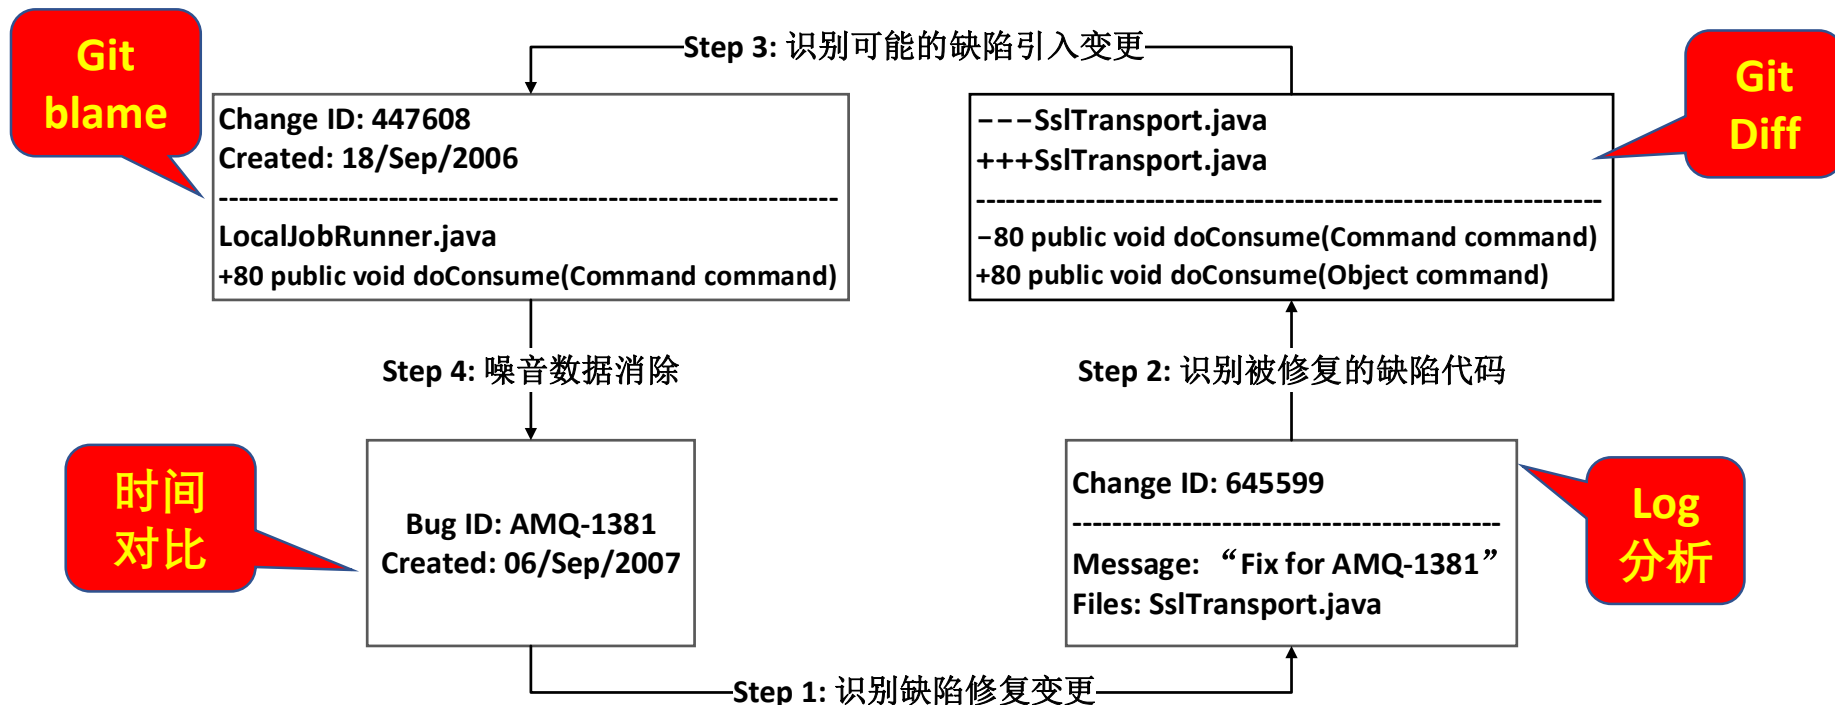 Git
blame
Step 3: 识别可能的缺陷引入变更
Git
Diff
Change ID: 447608
Created: 18/Sep/2006
--------------------------------------------------------------
LocalJobRunner.java
+80 public void doConsume(Command command)
---SslTransport.java
+++SslTransport.java
---------------------------------------------------------------
-80 public void doConsume(Command command)
+80 public void doConsume(Object command)
Step 4: 噪音数据消除
Step 2: 识别被修复的缺陷代码
时间
对比
Bug ID: AMQ-1381
Created: 06/Sep/2007
Change ID: 645599
-------------------------------------------
Message: “Fix for AMQ-1381”
Files: SslTransport.java
Log
分析
Step 1: 识别缺陷修复变更